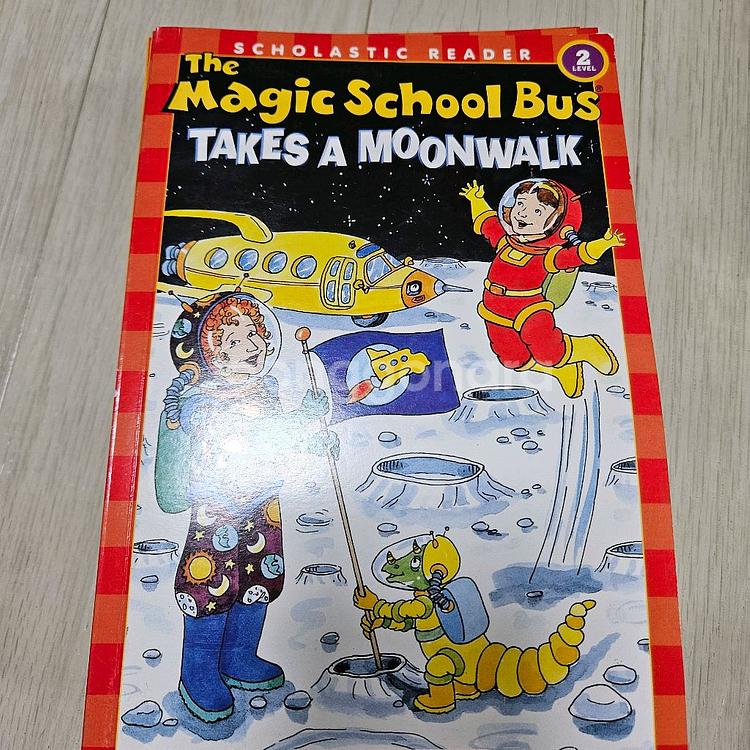 SCHOLASTIC READER
2
LEVEL
The
Magic School Bus®
TAKES A MOONWALK